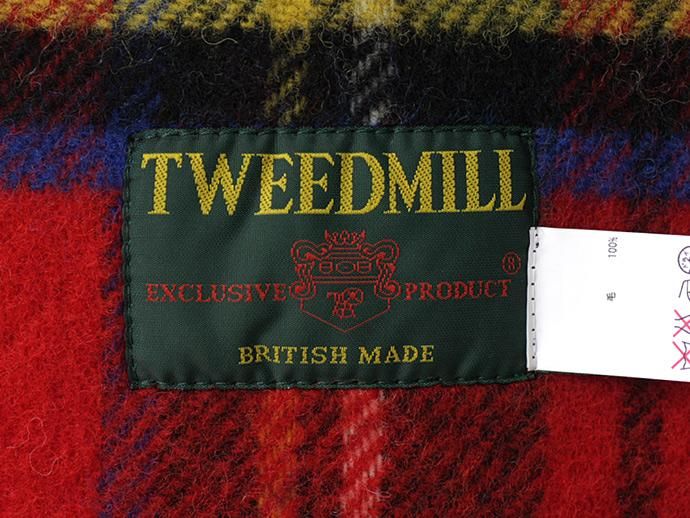 TWEEDMILL
EXCLUSIVE PRODUCT ®
BRITISH MADE
毛 100%